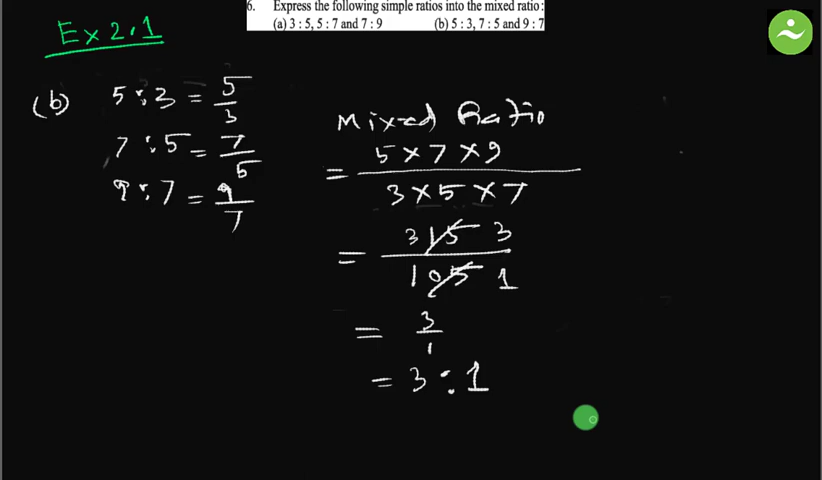 6. Express the following simple ratios into the mixed ratio:
(a) 3 : 5, 5 : 7 and 7 : 9 (b) 5 : 3, 7 : 5 and 9 : 7
Ex 2.1
(b) 5 : 3 = 5/3
7 : 5 = 7/5
9 : 7 = 9/7
Mixed Ratio
= 5 × 7 × 9 / 3 × 5 × 7
= 315 3 / 105 1
= 3/1
= 3 : 1